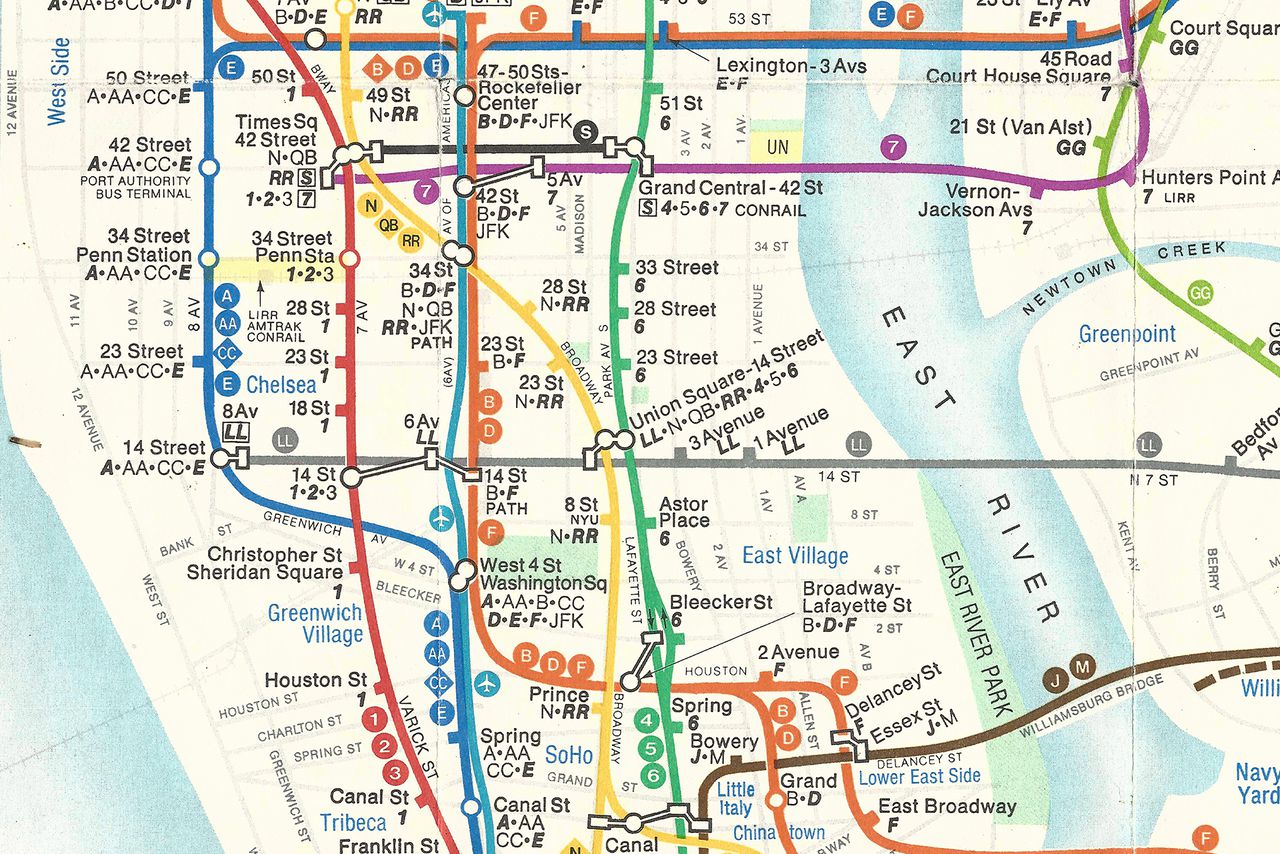 A·AA·B·CC·D·1
B·D·E
RR
JFK
F
E·F
53 ST
E
F
E·F
Court Square
GG
West Side
12 AVENUE
50 Street
A·AA·CC·E
E
50 St
1
B'WAY
B
D
E
49 St
N·RR
AMERICAS
47-50 Sts-
Rockefeller
Center
B·D·F·JFK
Lexington-3 Avs
E·F
45 Road
Court House Square
7
51 St
6
3 AV
2 AV
1 AV
UN
21 St (Van Alst)
GG
Times Sq
42 Street
N·QB
RR S
1·2·3 7
S
7
42 Street
A·AA·CC·E
PORT AUTHORITY
BUS TERMINAL
7
AV OF
42 St
B·D·F
JFK
5 Av
7
5 AV
MADISON
Grand Central-42 St
S 4·5·6·7 CONRAIL
Vernon-
Jackson Avs
7
Hunters Point A
7 LIRR
N
QB
RR
34 Street
Penn Station
A·AA·CC·E
34 Street
Penn Sta
1·2·3
34 St
B·D·F
N·QB
RR·JFK
PATH
34 ST
NEWTOWN CREEK
33 Street
6
28 St
N·RR
28 Street
6
GG
11 AV
10 AV
9 AV
8 AV
A
AA
CC
E
LIRR
AMTRAK
CONRAIL
28 St
1
7 AV
(6AV)
BROADWAY
PARK AV S
1 AVENUE
EAST RIVER
Greenpoint
GREENPOINT AV
23 Street
A·AA·CC·E
23 St
1
Chelsea
23 St
B·F
23 St
N·RR
23 Street
6
12 AVENUE
18 St
1
B
D
Union Square-14 Street
LL·N·QB·RR·4·5·6
3 Avenue
LL
1 Avenue
LL
8Av
LL
6 Av
LL
LL
LL
LL
Bedfo
Av
14 Street
A·AA·CC·E
14 St
1·2·3
14 St
B·F
PATH
14 ST
N 7 ST
GREENWICH AV
BANK ST
F
8 St
NYU
N·RR
Astor
Place
6
1AV
AV A
8 ST
Christopher St
Sheridan Square
1
W 4 ST
BLEECKER
West 4 St
Washington Sq
A·AA·B·CC
D·E·F·JFK
LAFAYETTE ST
BOWERY
2 AV
East Village
4 ST
EAST RIVER PARK
KENT AV
BERRY ST
WEST ST
Greenwich
Village
A
AA
CC
E
Bleecker St
6
Broadway-
Lafayette St
B·D·F
2 ST
AV B
B
D
F
HOUSTON
2 Avenue
F
F
Houston St
1
HOUSTON ST
CHARLTON ST
SPRING ST
GREENWICH ST
1
2
3
VARICK ST
Prince
N·RR
BROADWAY
Spring
6
4
5
6
B
D
ALLEN ST
Delancey St
F
Essex St
J·M
J
M
WILLIAMSBURG BRIDGE
Willi
Spring
A·AA
CC·E
SoHo
GRAND ST
Bowery
J·M
DELANCEY ST
Lower East Side
Grand
B·D
Little
Italy
Chinatown
East Broadway
F
Navy
Yard
Canal St
1
Tribeca
Franklin St
Canal St
A·AA
CC·E
N
Canal
F